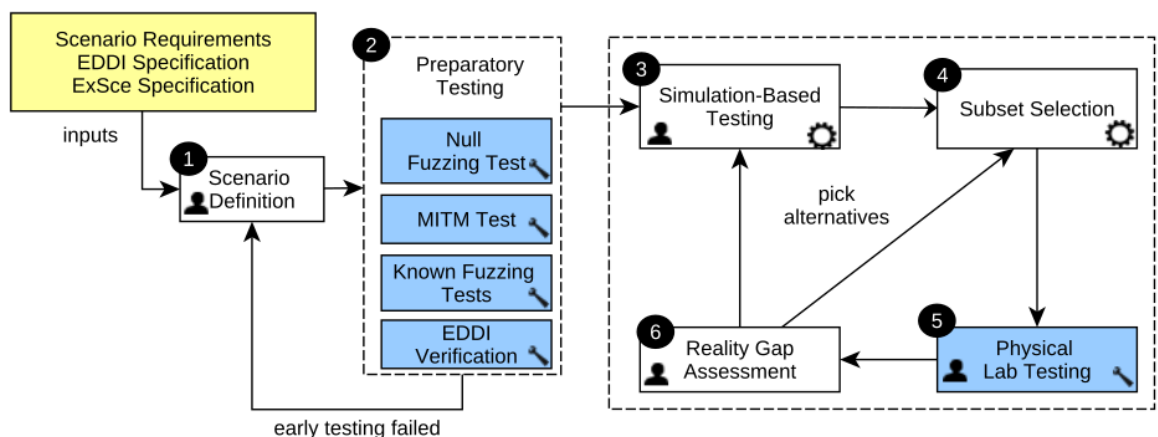 Scenario Requirements
EDDI Specification
ExSce Specification
inputs
1
Scenario
Definition
2
Preparatory
Testing
Null
Fuzzing Test
MITM Test
Known Fuzzing
Tests
EDDI
Verification
early testing failed
3
Simulation-Based
Testing
4
Subset Selection
pick
alternatives
5
Physical
Lab Testing
6
Reality Gap
Assessment